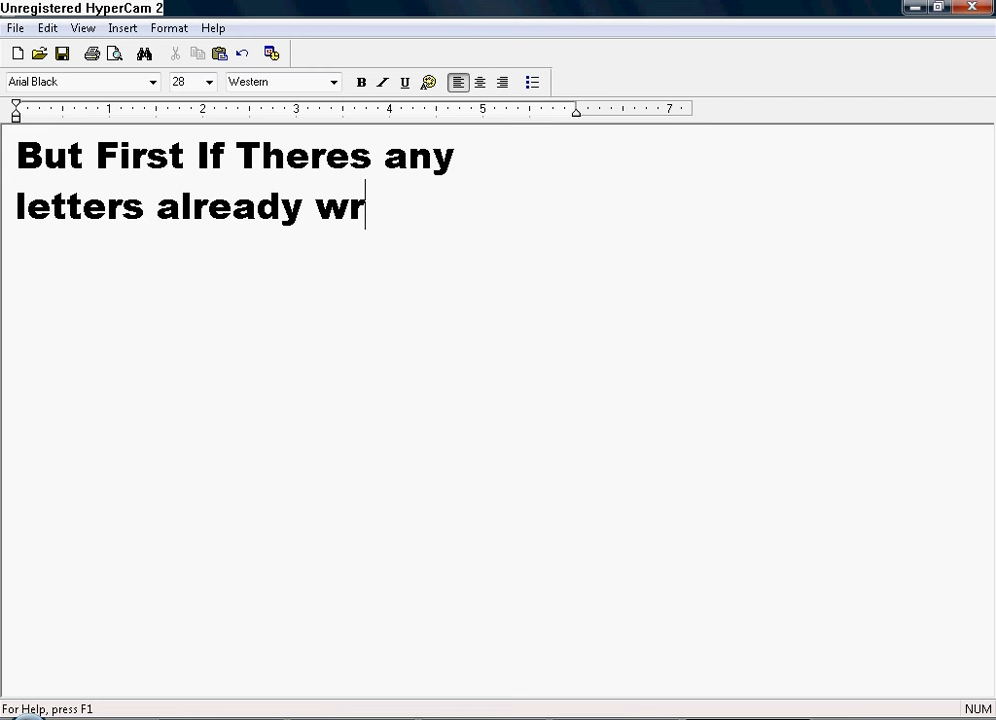 Unregistered HyperCam 2
File Edit View Insert Format Help
Arial Black 28 Western B I U
1 2 3 4 5 7
But First If Theres any
letters already wr
For Help, press F1 NUM